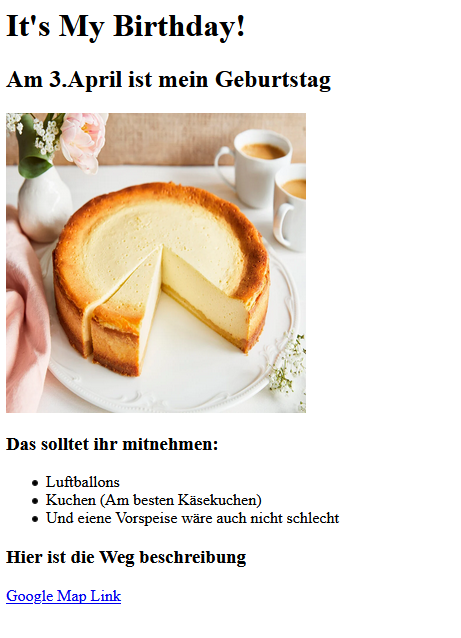 It's My Birthday!
Am 3.April ist mein Geburtstag
Das solltet ihr mitnehmen:
Luftballons
Kuchen (Am besten Käsekuchen)
Und eiene Vorspeise wäre auch nicht schlecht
Hier ist die Weg beschreibung
Google Map Link